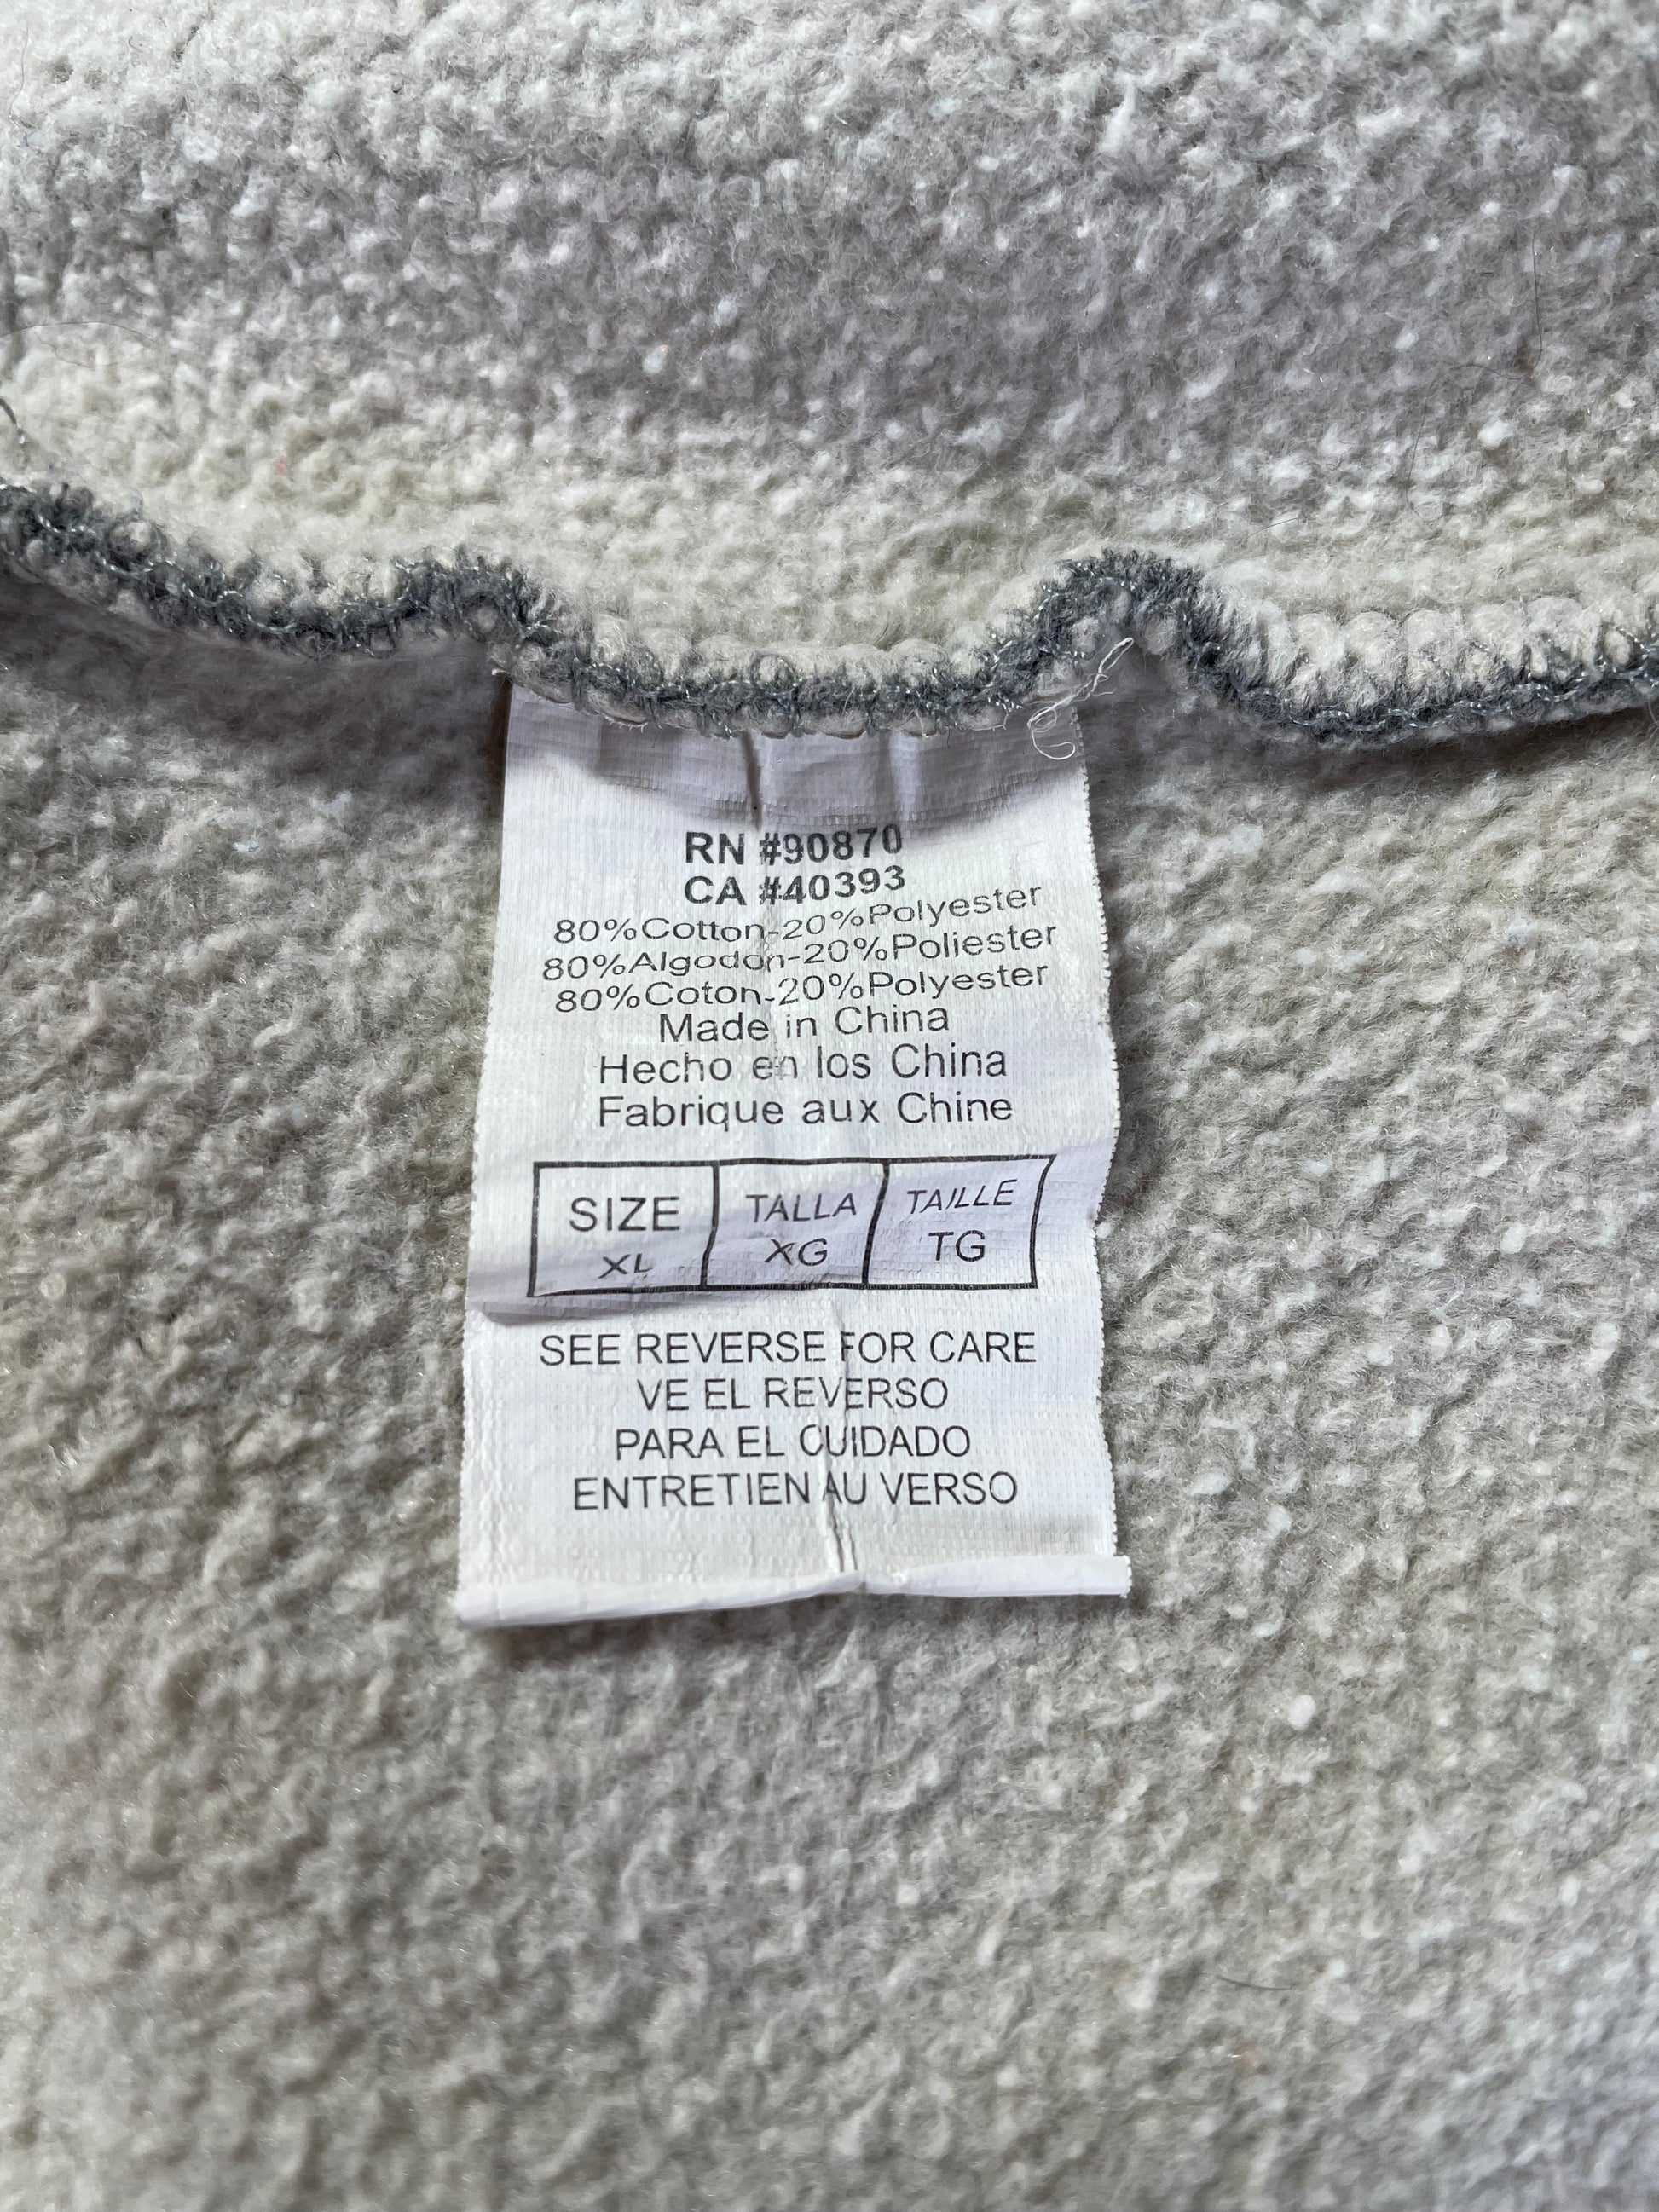 RN #90870
CA #40393
80%Cotton-20%Polyester
80%Algodon-20%Poliester
80%Coton-20%Polyester
Made in China
Hecho en los China
Fabrique aux Chine
SIZE TALLA TAILLE
XL XG TG
SEE REVERSE FOR CARE
VE EL REVERSO
PARA EL CUIDADO
ENTRETIEN AU VERSO